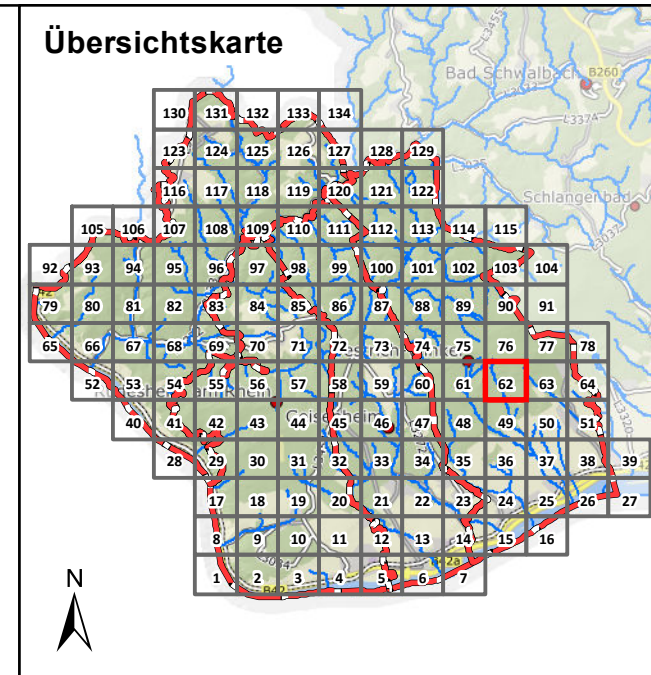 Übersichtskarte
Bad Schwalbach
B260
L3455
L3374
L3035
Schlangenbad
L3037
130 131 132 133 134
123 124 125 126 127 128 129
116 117 118 119 120 121 122
105 106 107 108 109 110 111 112 113 114 115
92 93 94 95 96 97 98 99 100 101 102 103 104
79 80 81 82 83 84 85 86 87 88 89 90 91
65 66 67 68 69 70 71 72 73 74 75 76 77 78
52 53 54 55 56 57 58 59 60 61 62 63 64
40 41 42 43 44 45 46 47 48 49 50 51
28 29 30 31 32 33 34 35 36 37 38 39
17 18 19 20 21 22 23 24 25 26 27
8 9 10 11 12 13 14 15 16
1 2 3 4 5 6 7
L3320
L3034
B42
B42a
N